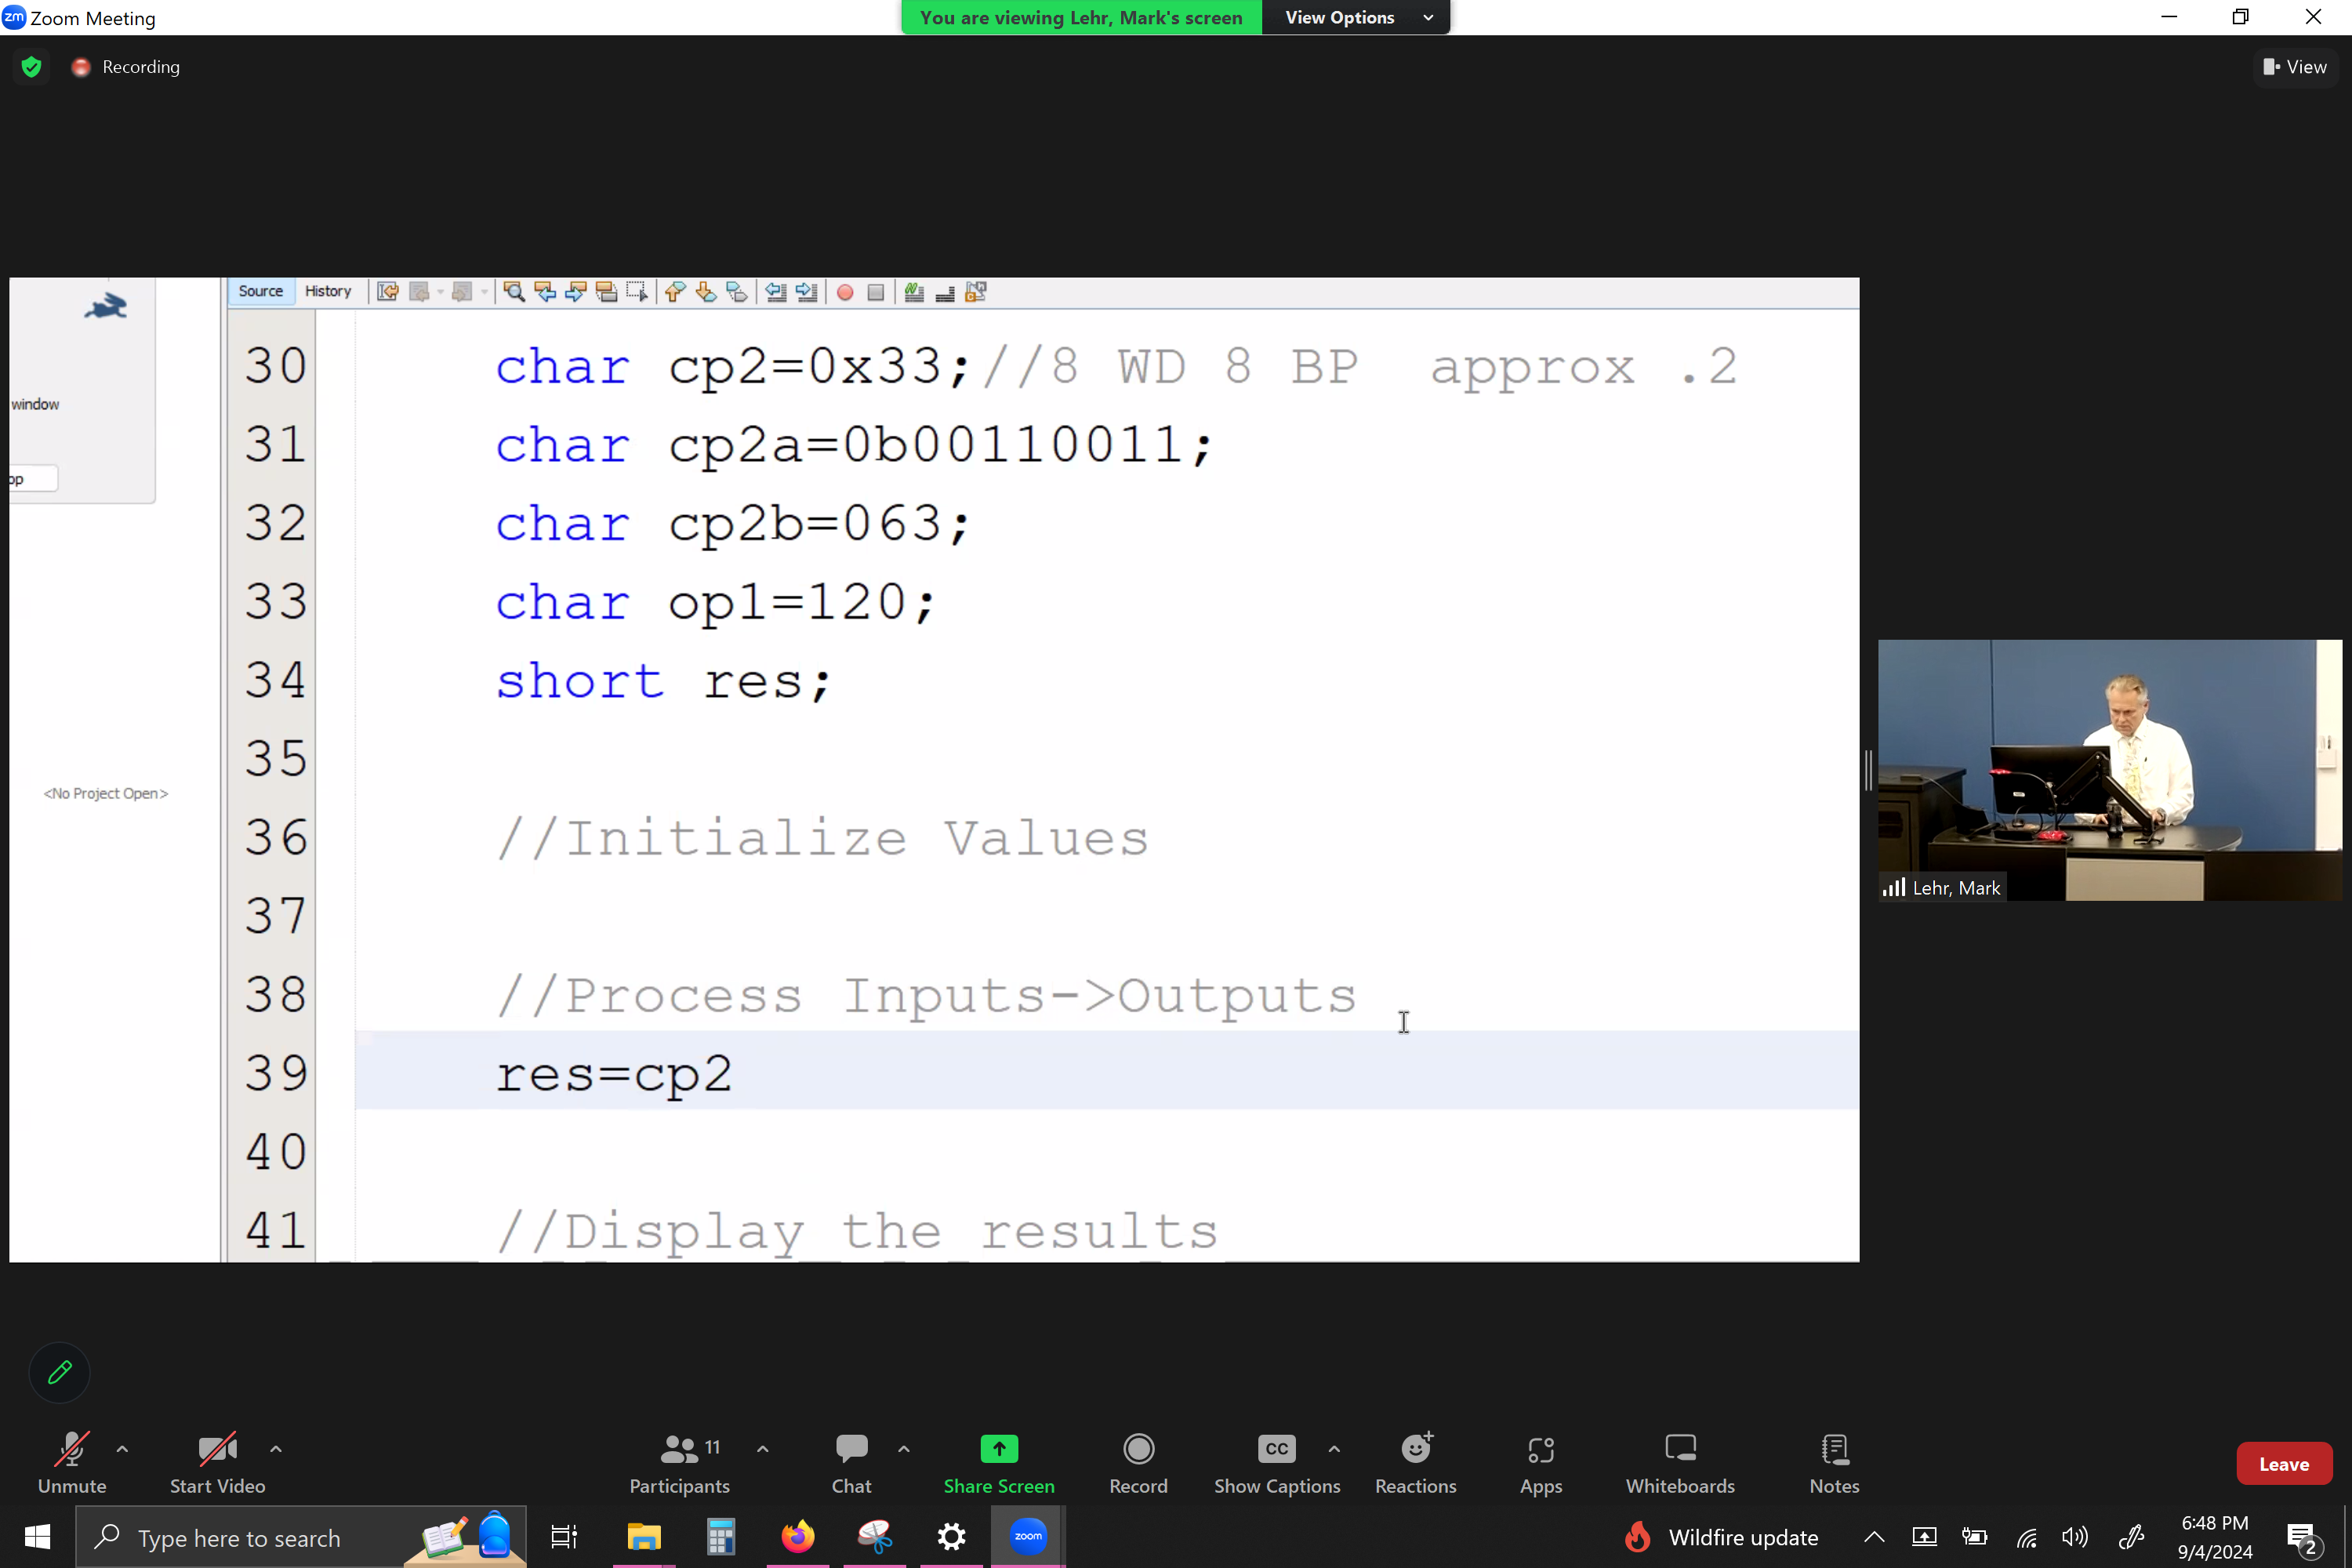 zm Zoom Meeting
You are viewing Lehr, Mark's screen View Options
Recording
View
Source History
window
op
<No Project Open>
30 char cp2=0x33;//8 WD 8 BP  approx .2
31 char cp2a=0b00110011;
32 char cp2b=063;
33 char op1=120;
34 short res;
35
36 //Initialize Values
37
38 //Process Inputs->Outputs
39 res=cp2
40
41 //Display the results
Lehr, Mark
Unmute
Start Video
11
Participants
Chat
Share Screen
Record
CC
Show Captions
Reactions
Apps
Whiteboards
Notes
Leave
Type here to search
zoom
Wildfire update
6:48 PM
9/4/2024
2